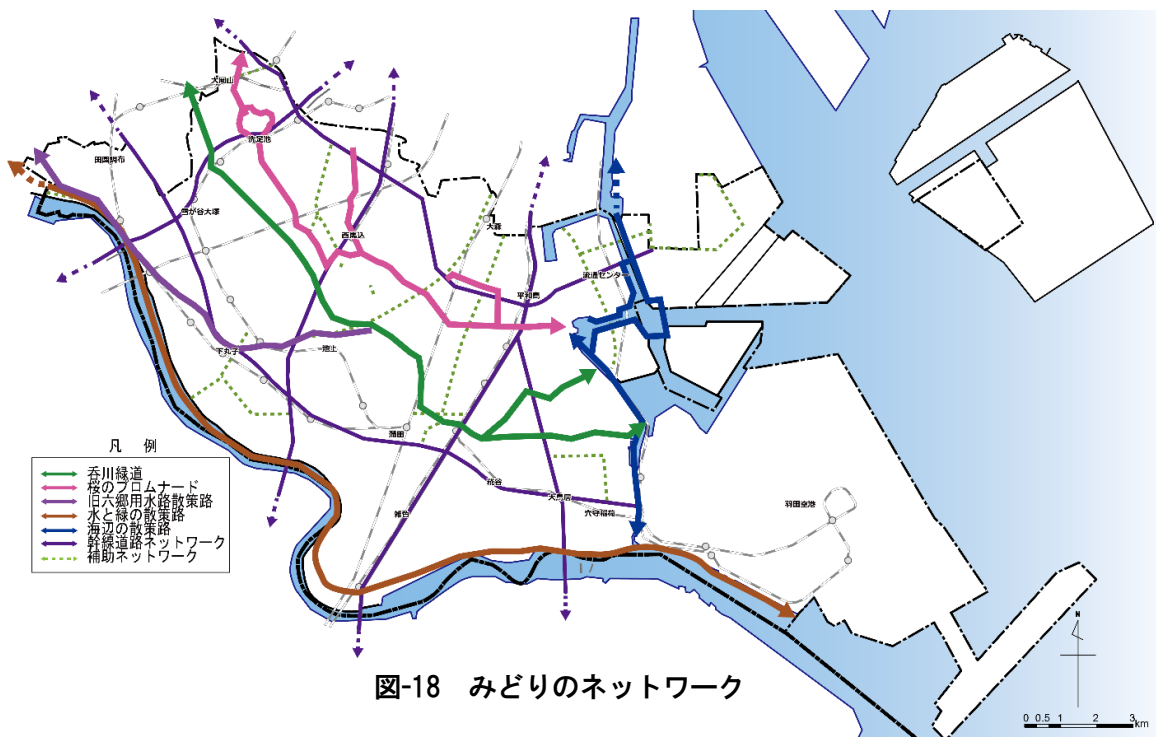 大岡山
洗足池
田園調布
雪が谷大塚
西馬込
大森
流通センター
平和島
下丸子
池上
蒲田
凡 例
呑川緑道
桜のプロムナード
旧六郷用水路散策路
水と緑の散策路
海辺の散策路
幹線道路ネットワーク
補助ネットワーク
糀谷
大鳥居
穴守稲荷
羽田空港
雑色
N
図-18 みどりのネットワーク
0 0.5 1 2 3
km